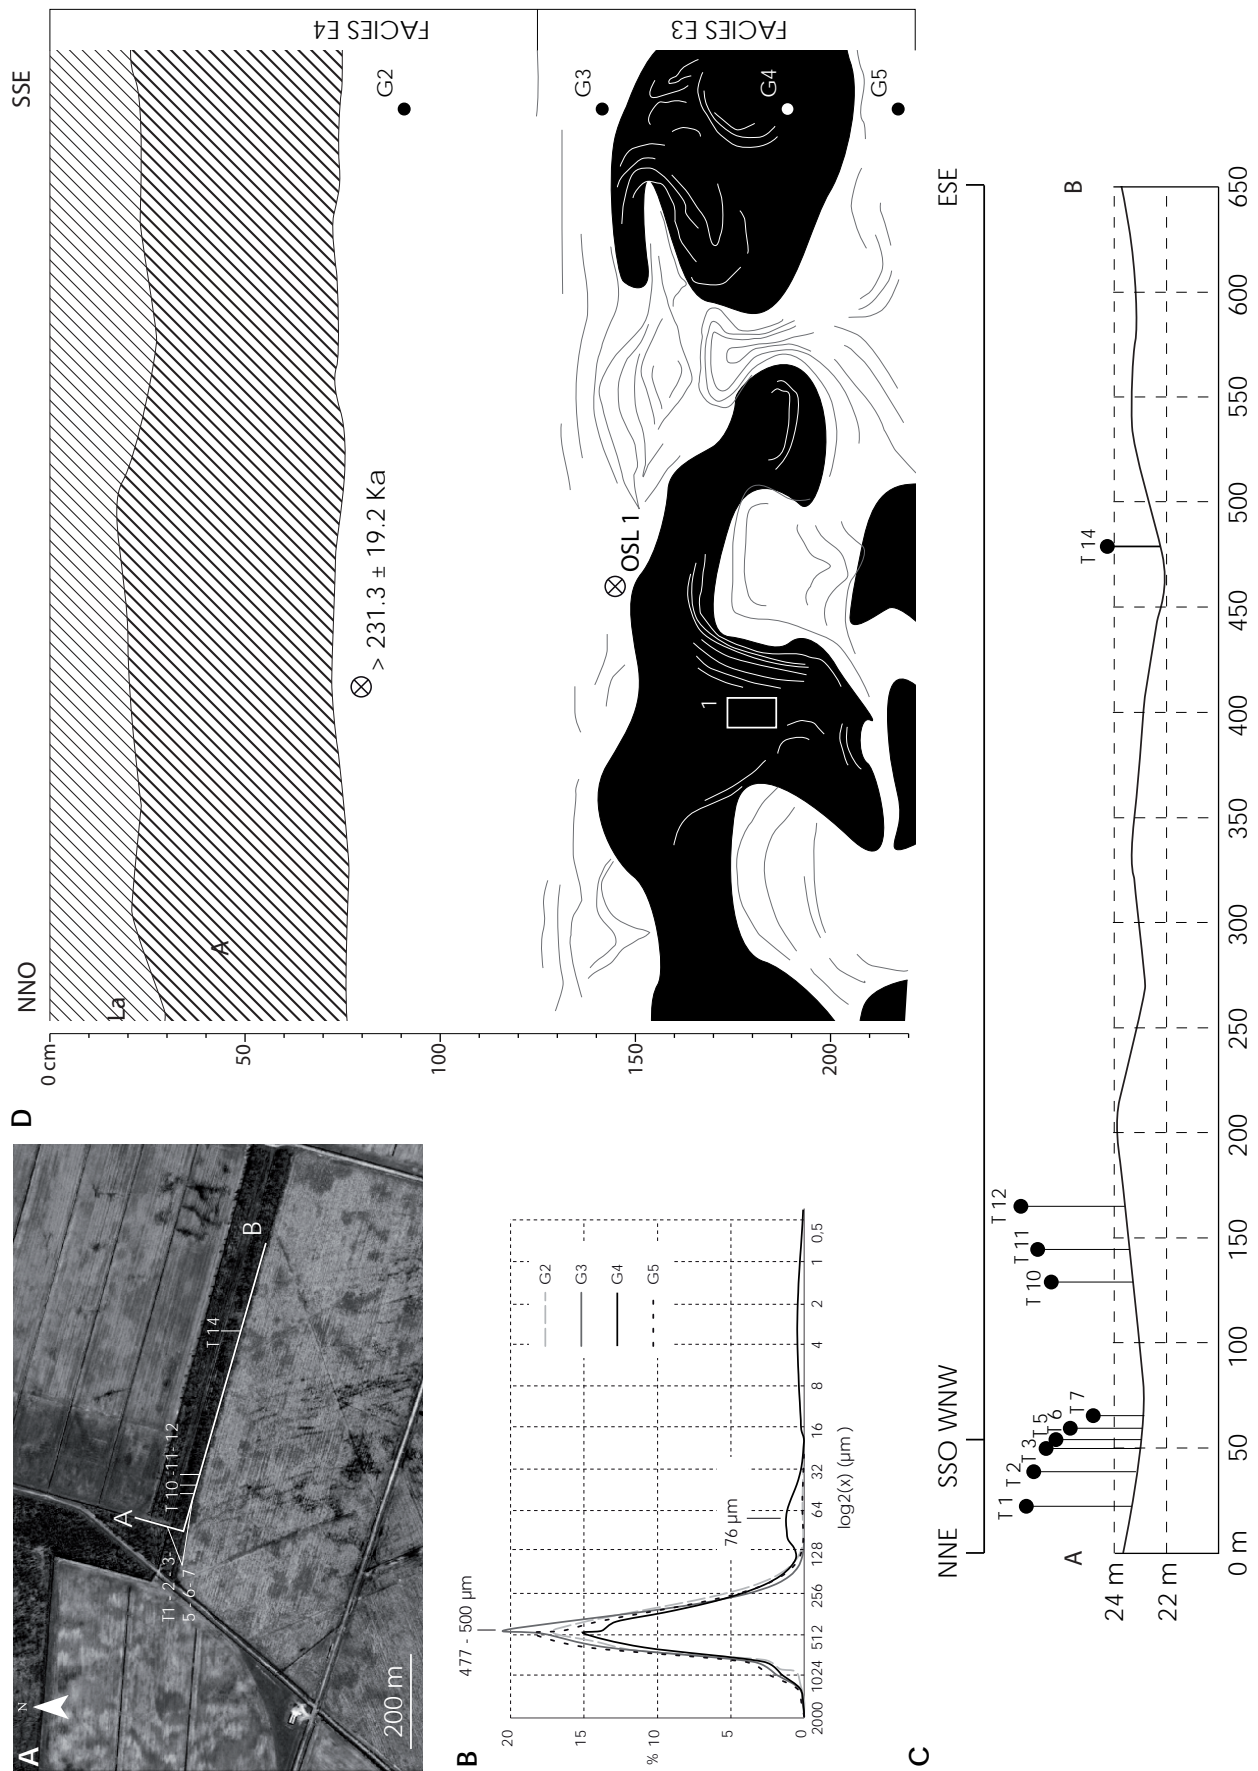 A
N
200 m
A
B
T1 - 2 - 3-
5 - 6 - 7
T 10 -11- 12
T 14
B
477 - 500 µm
76 µm
% 
20
15
10
5
0
2000
1024
512
256
128
64
32
16
8
4
2
1
0,5
log2(x) (µm )
G2
G3
G4
G5
C
NNE
SSO WNW
ESE
A
B
T 1
T 2
T 3
T 5
T 6
T 7
T 10
T 11
T 12
T 14
24 m
22 m
0 m
50
100
150
200
250
300
350
400
450
500
550
600
650
D
NNO
SSE
0 cm
50
100
150
200
La
A
> 231.3 ± 19.2 Ka
OSL 1
1
G2
G3
G4
G5
FACIES E4
FACIES E3